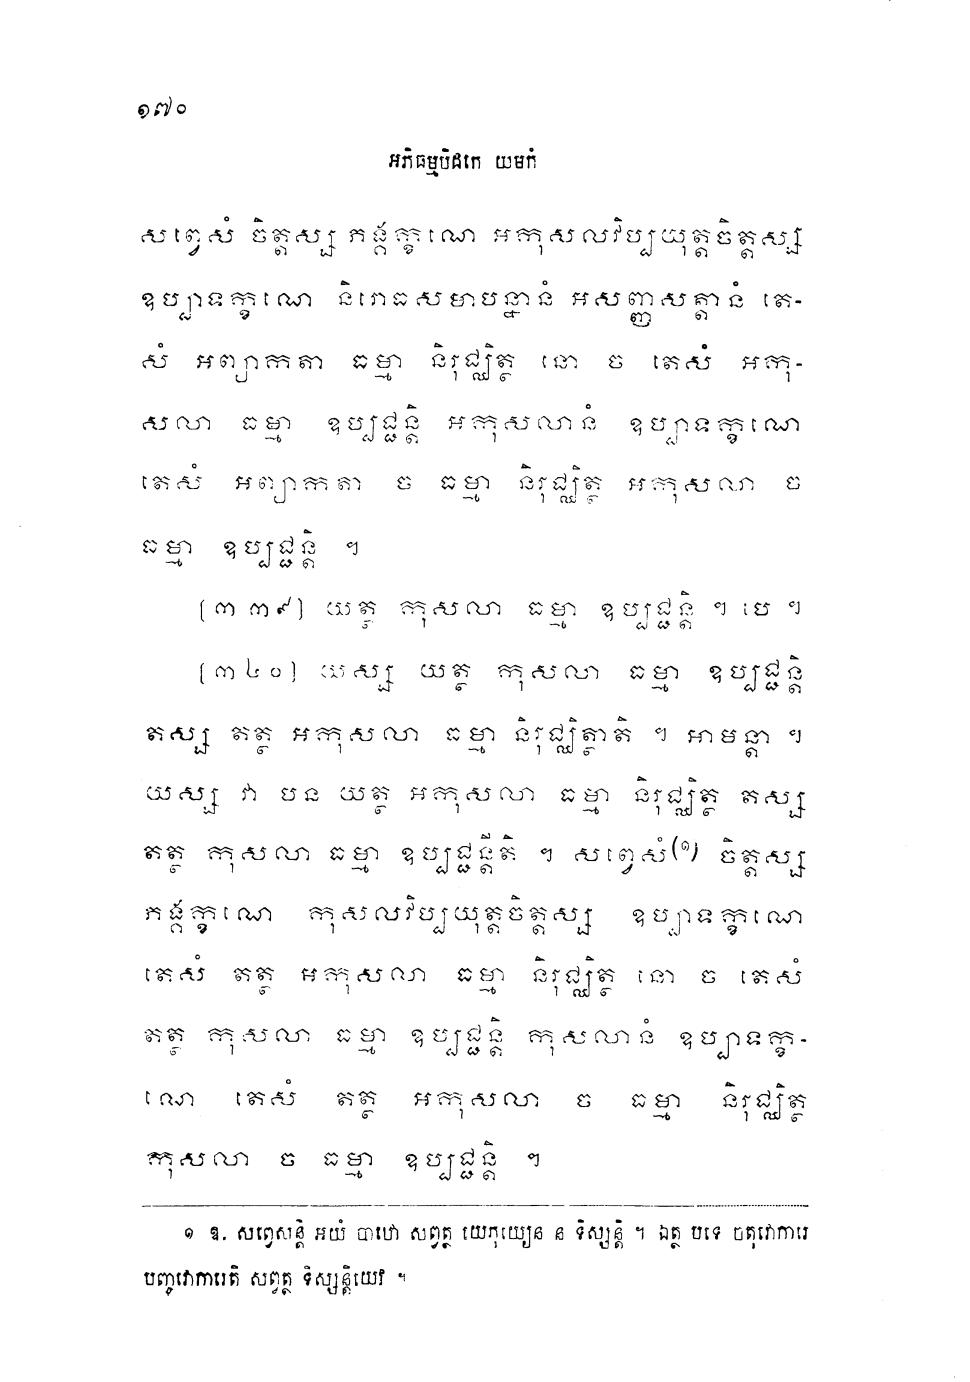 ១៧០
អភិធម្មបិដកេ យមកំ
សព្វេសំ ចិត្តស្ស ភង្គក្ខណេ អកុសលវិប្បយុត្តចិត្តស្ស
ឧប្បាទក្ខណេ និរោធសមាបន្នានំ អសញ្ញសត្តានំ តេ-
សំ អព្យាកតា ធម្មា និរុជ្ឈន្តិ នោ ច តេសំ អកុ-
សលា ធម្មា ឧប្បជ្ជន្តិ អកុសលានំ ឧប្បាទក្ខណេ
តេសំ អព្យាកតា ច ធម្មា និរុជ្ឈិត្ថ អកុសលា ច
ធម្មា ឧប្បជ្ជន្តិ ។
[៣៣៩] យត្ថ កុសលា ធម្មា ឧប្បជ្ជន្តិ ។ បេ ។
[៣៤០] យស្ស យត្ថ កុសលា ធម្មា ឧប្បជ្ជន្តិ
តស្ស តត្ថ អកុសលា ធម្មា និរុជ្ឈិត្ថាតិ ។ អាមន្តា ។
យស្ស វា បន យត្ថ អកុសលា ធម្មា និរុជ្ឈិត្ថ តស្ស
តត្ថ កុសលា ធម្មា ឧប្បជ្ជន្តីតិ ។ សព្វេសំ(១) ចិត្តស្ស
ភង្គក្ខណេ កុសលវិប្បយុត្តចិត្តស្ស ឧប្បាទក្ខណេ
តេសំ តត្ថ អកុសលា ធម្មា និរុជ្ឈិត្ថ នោ ច តេសំ
តត្ថ កុសលា ធម្មា ឧប្បជ្ជន្តិ កុសលានំ ឧប្បាទក្ខ-
ណេ តេសំ តត្ថ អកុសលា ច ធម្មា និរុជ្ឈិត្ថ
កុសលា ច ធម្មា ឧប្បជ្ជន្តិ ។
១ ឧ. សព្វេសន្តិ អយំ បាឋោ សព្វត្ថ យេភុយ្យេន ន ទិស្សន្តិ ។ ឯត្ថ បទេ ចតុវោការេ
បញ្ចវោការេតិ សព្វត្ថ ទិស្សន្តិយេវ ។